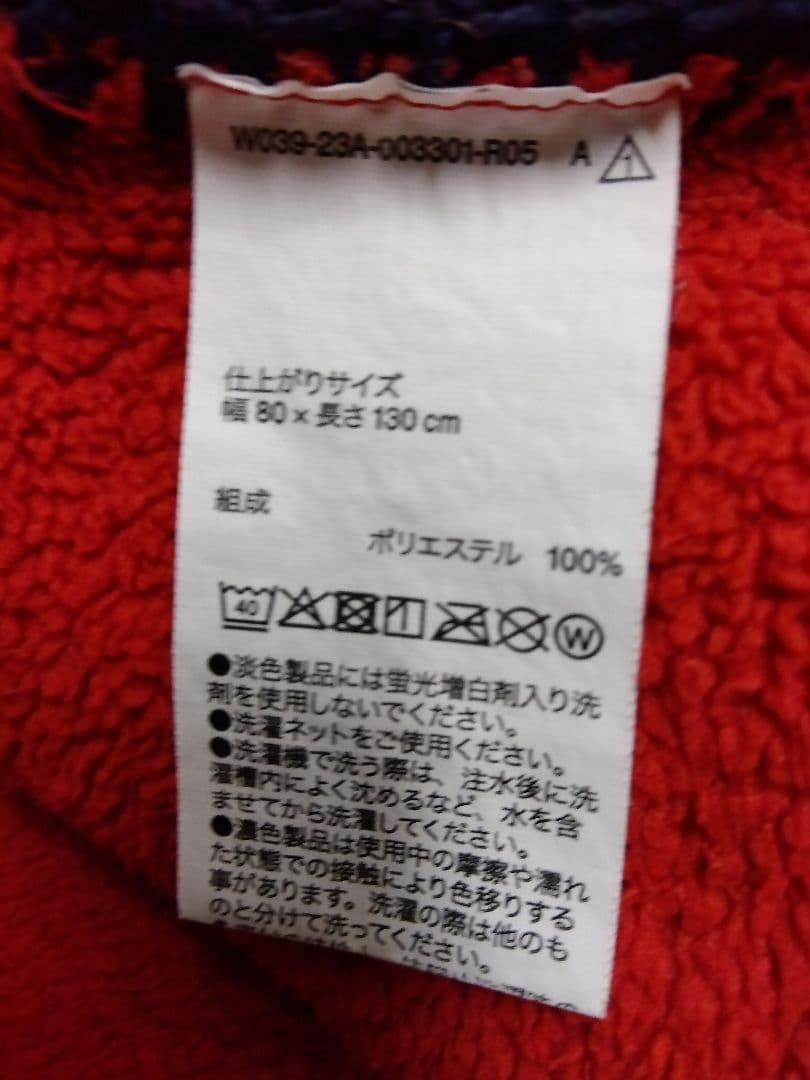 W039-23A-003301-R05 A 1
仕上がりサイズ
幅 80 × 長さ 130 cm
組成
ポリエステル 100%
40 W
●淡色製品には蛍光増白剤入り洗
剤を使用しないでください。
●洗濯ネットをご使用ください。
●洗濯機で洗う際は、注水後に洗
濯槽内によく沈めるなど、水を含
ませてから洗濯してください。
●濃色製品は使用中の摩擦や濡れ
た状態での接触により色移りする
事があります。洗濯の際は他のも
のと分けて洗ってください。